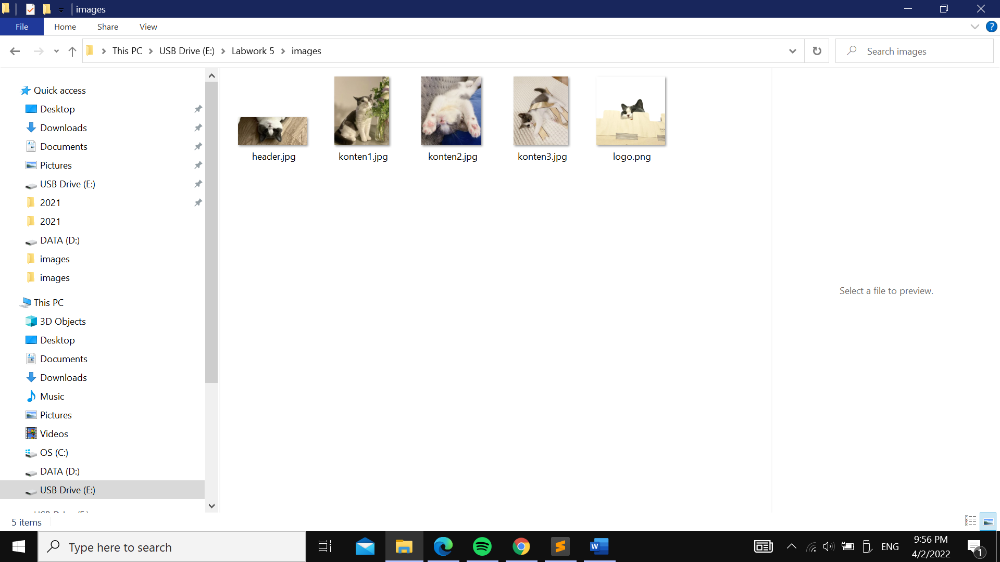 images
File
Home
Share
View
This PC
USB Drive (E:)
Labwork 5
images
Search images
Quick access
Desktop
Downloads
Documents
Pictures
USB Drive (E:)
2021
2021
DATA (D:)
images
images
This PC
3D Objects
Desktop
Documents
Downloads
Music
Pictures
Videos
OS (C:)
DATA (D:)
USB Drive (E:)
header.jpg
konten1.jpg
konten2.jpg
konten3.jpg
logo.png
Select a file to preview.
5 items
Type here to search
ENG
9:56 PM
4/2/2022
1